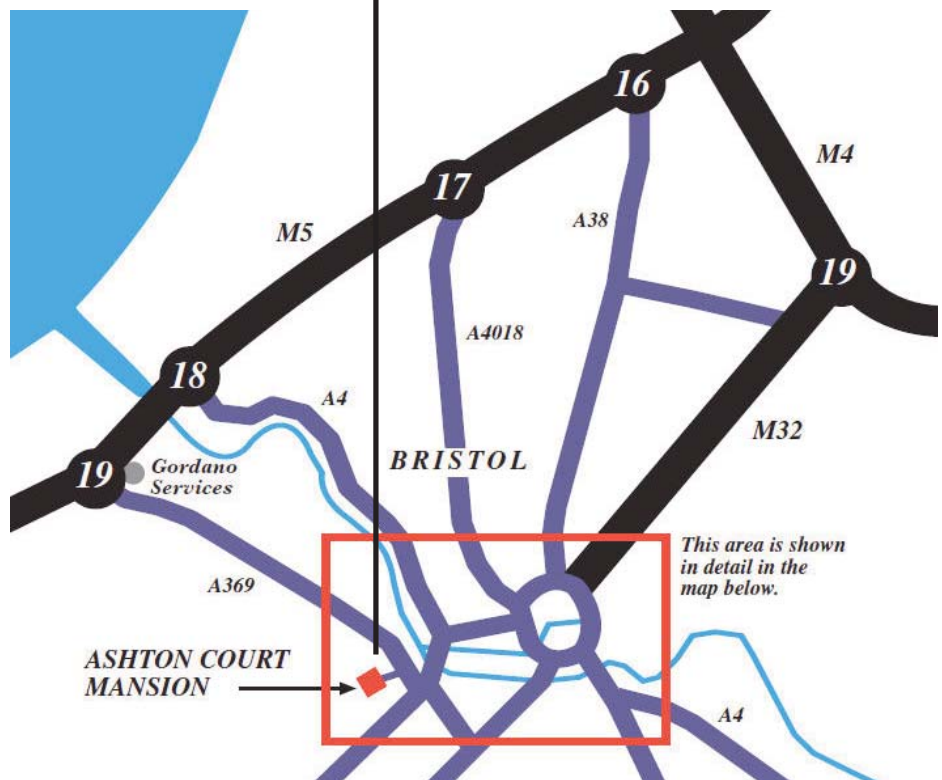 16
M4
17
A38
M5
19
A4018
18
A4
M32
BRISTOL
19
Gordano
Services
This area is shown
in detail in the
map below.
A369
ASHTON COURT
MANSION
A4